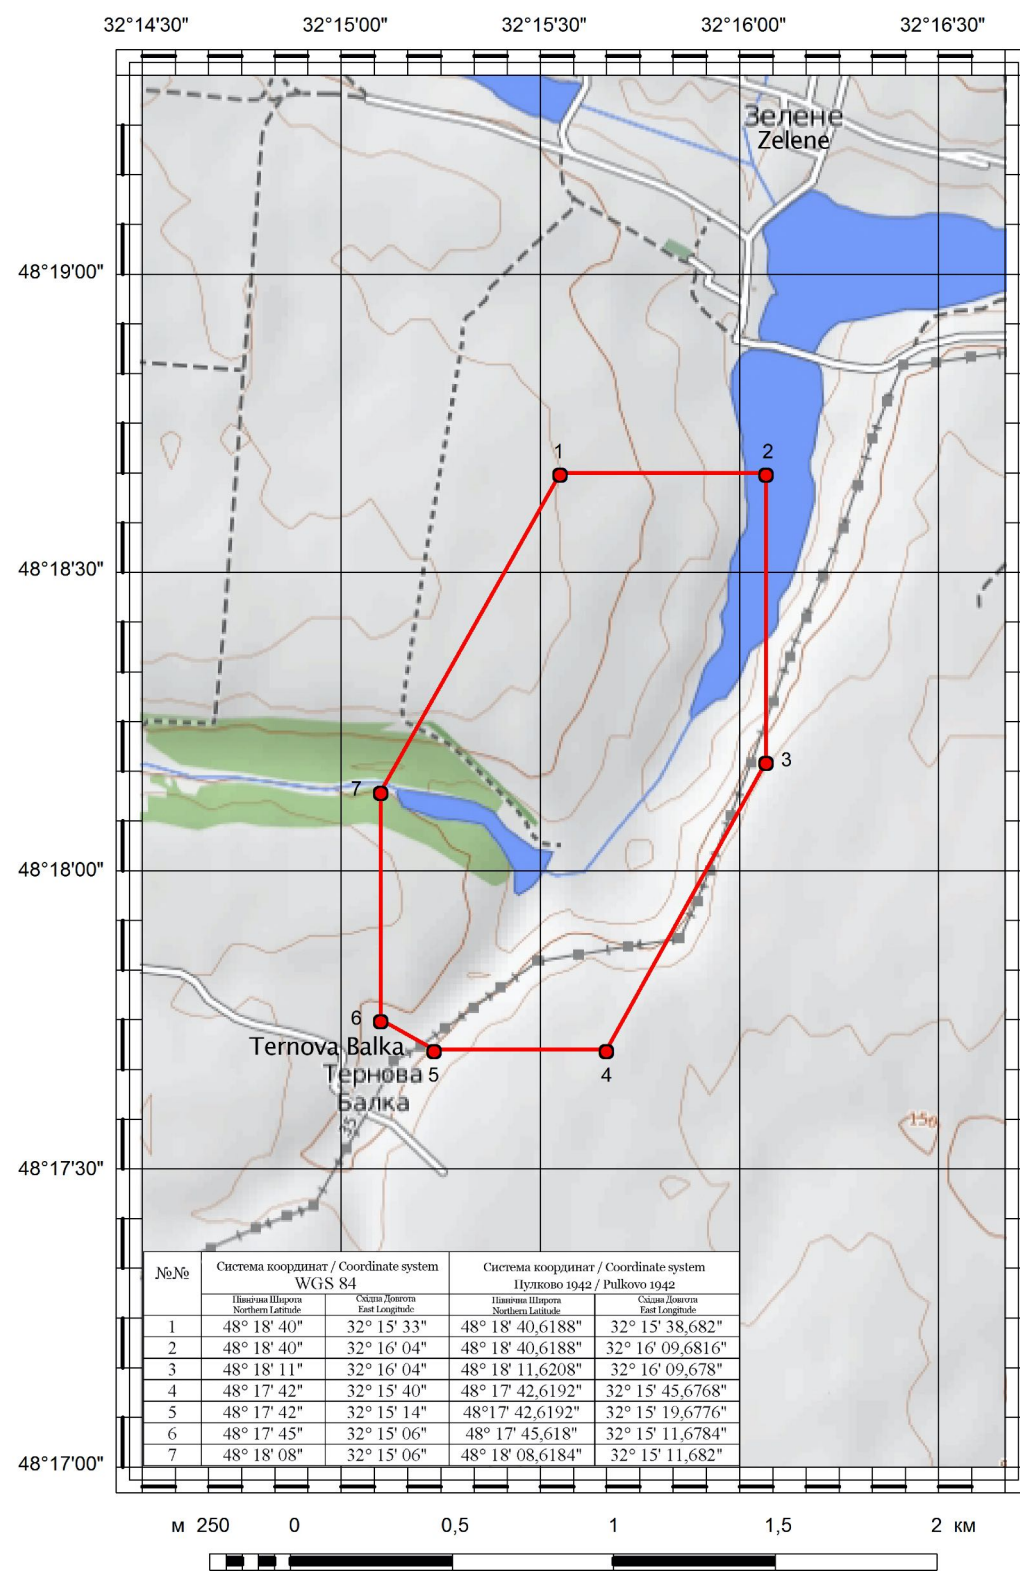 32°14'30" 32°15'00" 32°15'30" 32°16'00" 32°16'30"
Зелене
Zelene
48°19'00"
1 2
48°18'30"
3
7
48°18'00"
6
Ternova Balka
5 4
Тернова
Балка
35
150
48°17'30"
№№ Система координат / Coordinate system Система координат / Coordinate system
WGS 84 Пулково 1942 / Pulkovo 1942
Північна Широта Східна Довгота Північна Широта Східна Довгота
Northern Latitude East Longitude Northern Latitude East Longitude
1 48° 18' 40" 32° 15' 33" 48° 18' 40,6188" 32° 15' 38,682"
2 48° 18' 40" 32° 16' 04" 48° 18' 40,6188" 32° 16' 09,6816"
3 48° 18' 11" 32° 16' 04" 48° 18' 11,6208" 32° 16' 09,678"
4 48° 17' 42" 32° 15' 40" 48° 17' 42,6192" 32° 15' 45,6768"
5 48° 17' 42" 32° 15' 14" 48°17' 42,6192" 32° 15' 19,6776"
6 48° 17' 45" 32° 15' 06" 48° 17' 45,618" 32° 15' 11,6784"
7 48° 18' 08" 32° 15' 06" 48° 18' 08,6184" 32° 15' 11,682"
48°17'00"
м 250 0 0,5 1 1,5 2 км